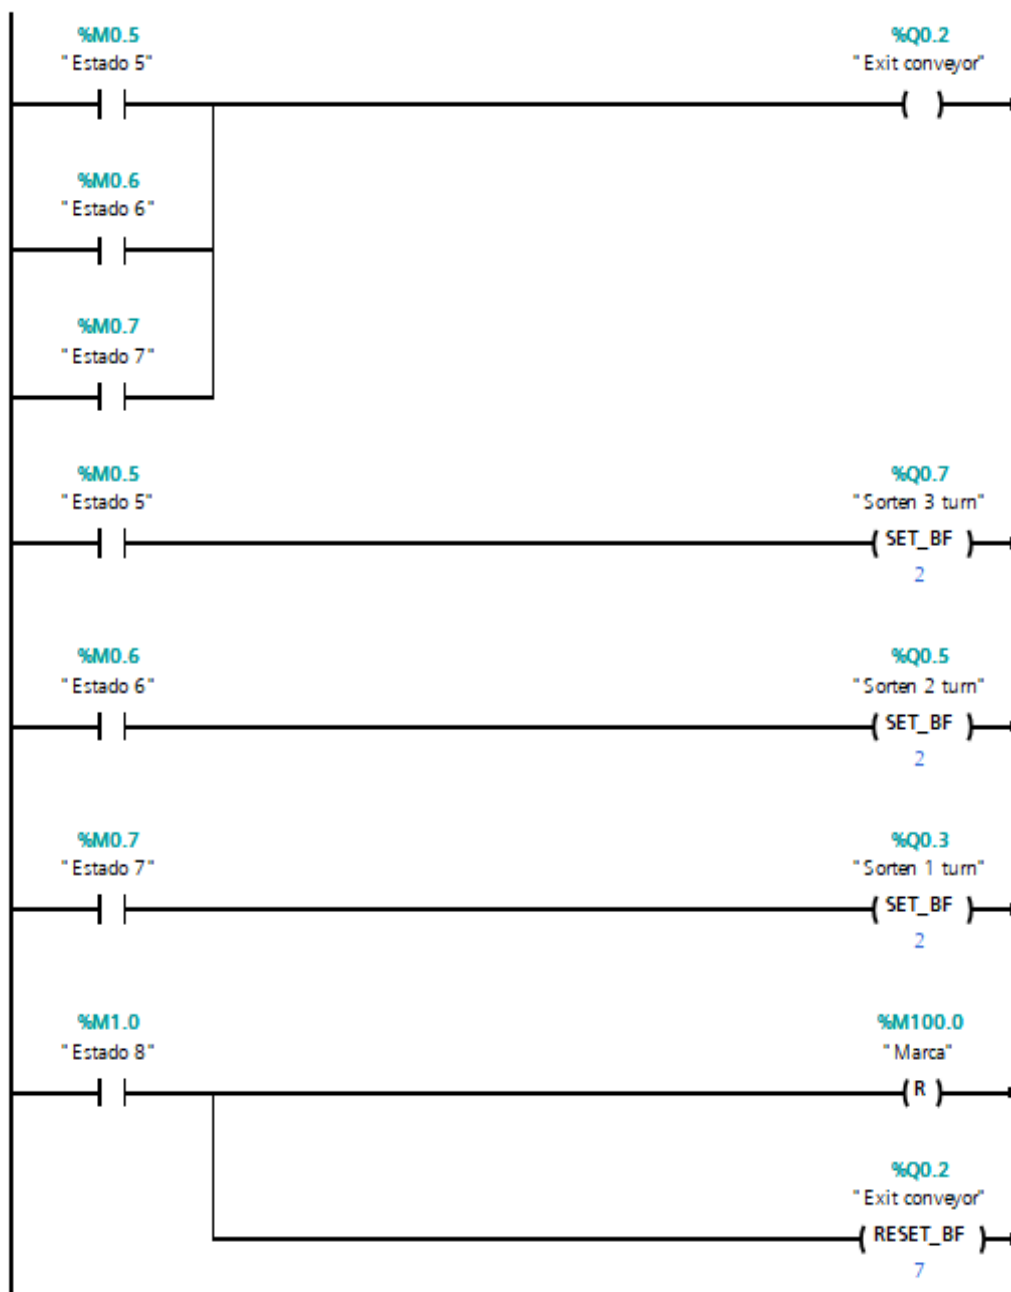 %M0.5
"Estado 5"
%Q0.2
"Exit conveyor"
%M0.6
"Estado 6"
%M0.7
"Estado 7"
%M0.5
"Estado 5"
%Q0.7
"Sorten 3 turn"
SET_BF
2
%M0.6
"Estado 6"
%Q0.5
"Sorten 2 turn"
SET_BF
2
%M0.7
"Estado 7"
%Q0.3
"Sorten 1 turn"
SET_BF
2
%M1.0
"Estado 8"
%M100.0
"Marca"
R
%Q0.2
"Exit conveyor"
RESET_BF
7